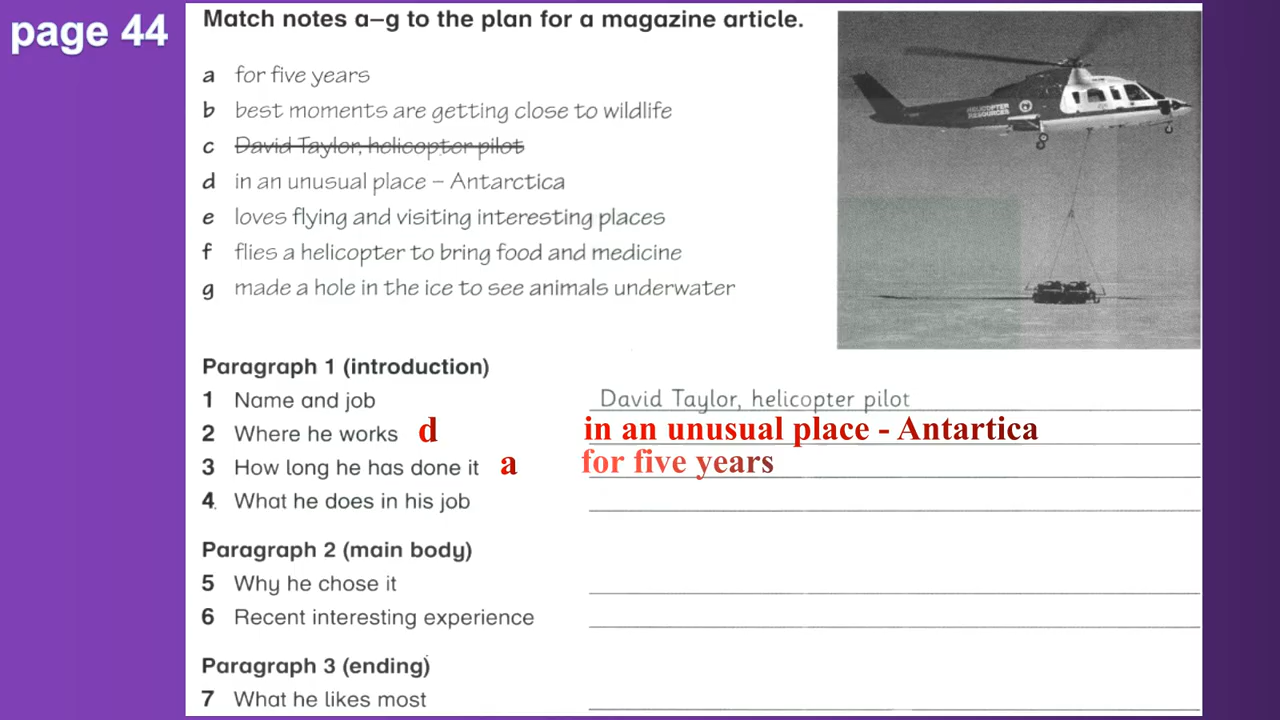 page 44
Match notes a–g to the plan for a magazine article.
a for five years
b best moments are getting close to wildlife
c David Taylor, helicopter pilot
d in an unusual place – Antarctica
e loves flying and visiting interesting places
f flies a helicopter to bring food and medicine
g made a hole in the ice to see animals underwater
HELICOPTER
RESOURCES
Paragraph 1 (introduction)
1 Name and job David Taylor, helicopter pilot
2 Where he works d in an unusual place - Antartica
3 How long he has done it a for five years
4 What he does in his job
Paragraph 2 (main body)
5 Why he chose it
6 Recent interesting experience
Paragraph 3 (ending)
7 What he likes most